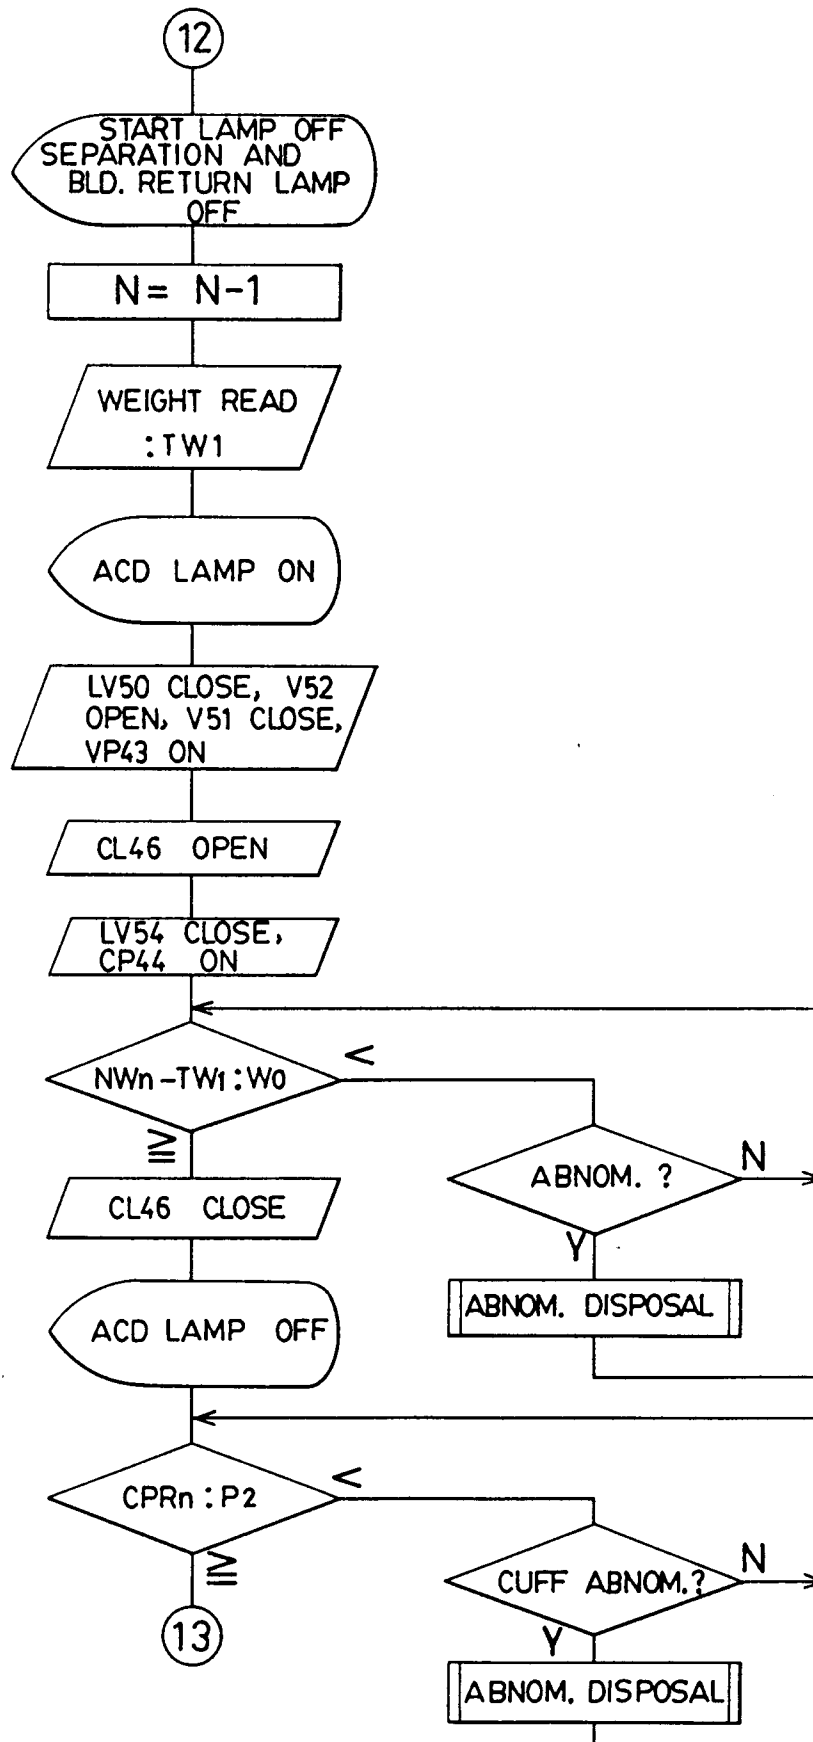 12
START LAMP OFF
SEPARATION AND
BLD. RETURN LAMP
OFF
N= N-1
WEIGHT READ
:TW1
ACD LAMP ON
LV50 CLOSE, V52
OPEN, V51 CLOSE,
VP43 ON
CL46 OPEN
LV54 CLOSE,
CP44 ON
NWn-TW1:W0
<
≧
ABNOM. ?
N
Y
CL46 CLOSE
ABNOM. DISPOSAL
ACD LAMP OFF
CPRn:P2
<
≧
CUFF ABNOM.?
N
Y
13
ABNOM. DISPOSAL